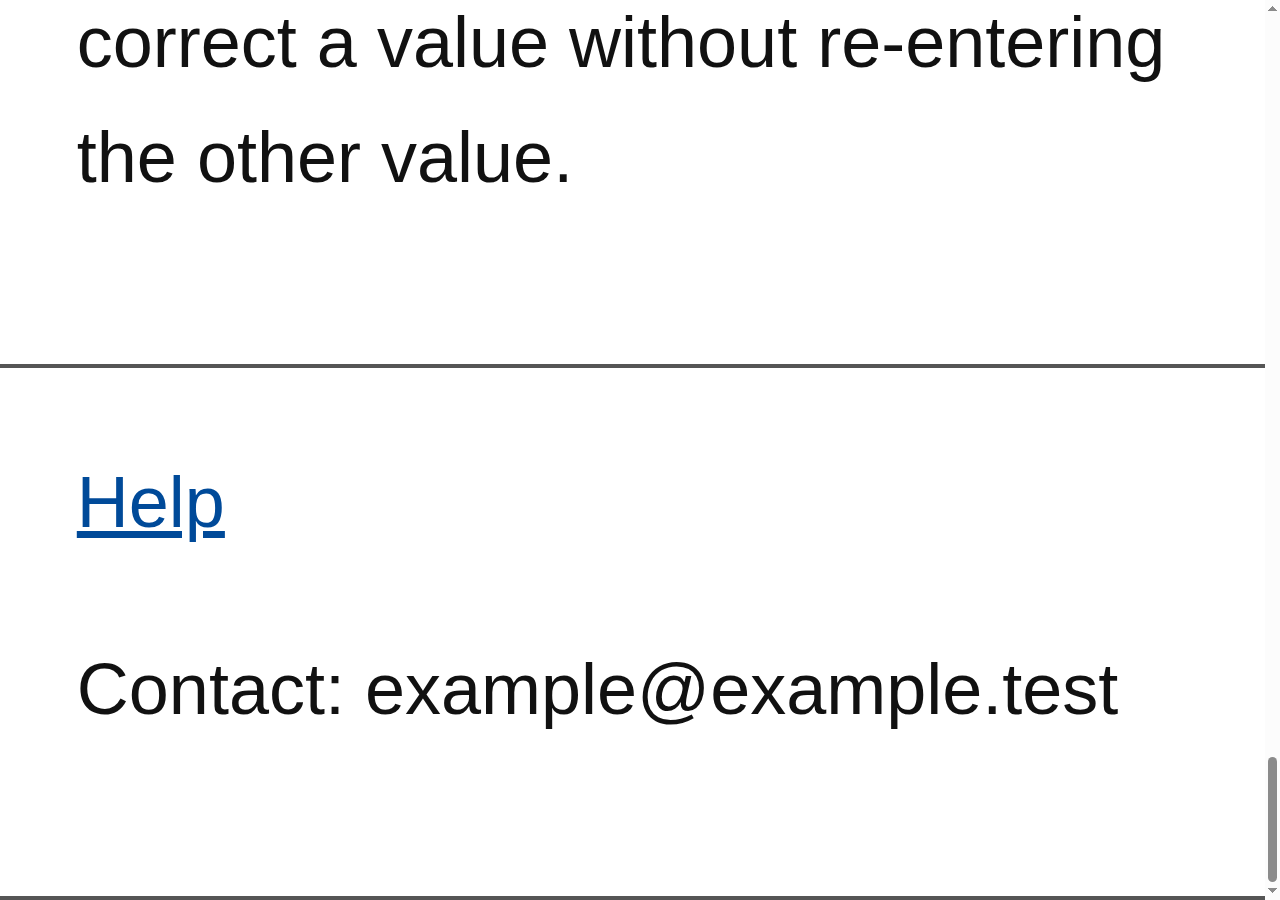 correct a value without re-entering
the other value.
Help
Contact: example@example.test